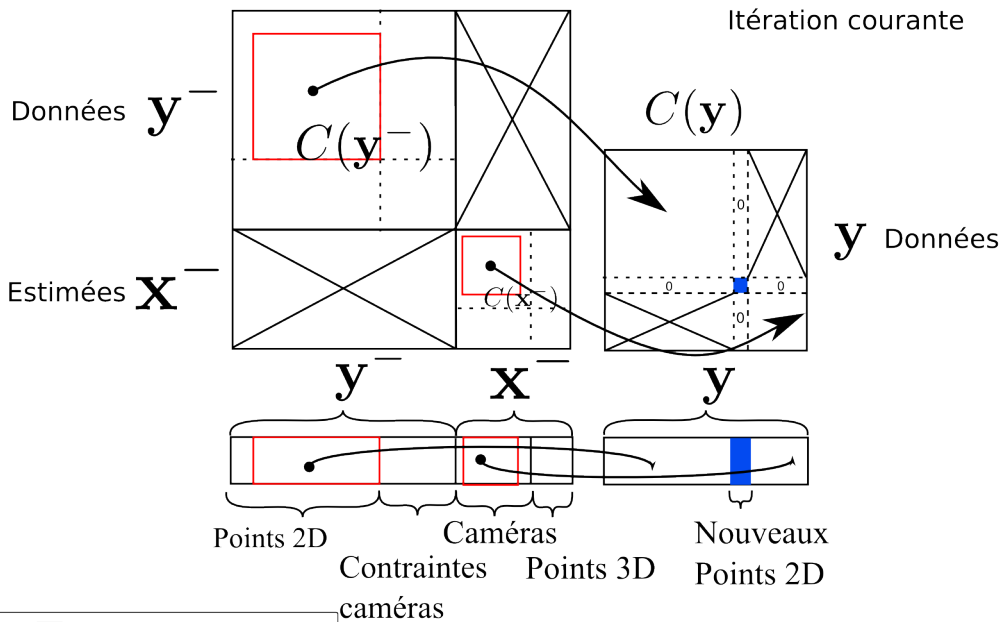 Itération courante
Données y⁻
C(y⁻)
C(y)
0
y Données
Estimées x⁻
C(x⁻)
0
0
0
y⁻
x⁻
y
Points 2D
Caméras
Nouveaux
Points 2D
Contraintes
caméras
Points 3D